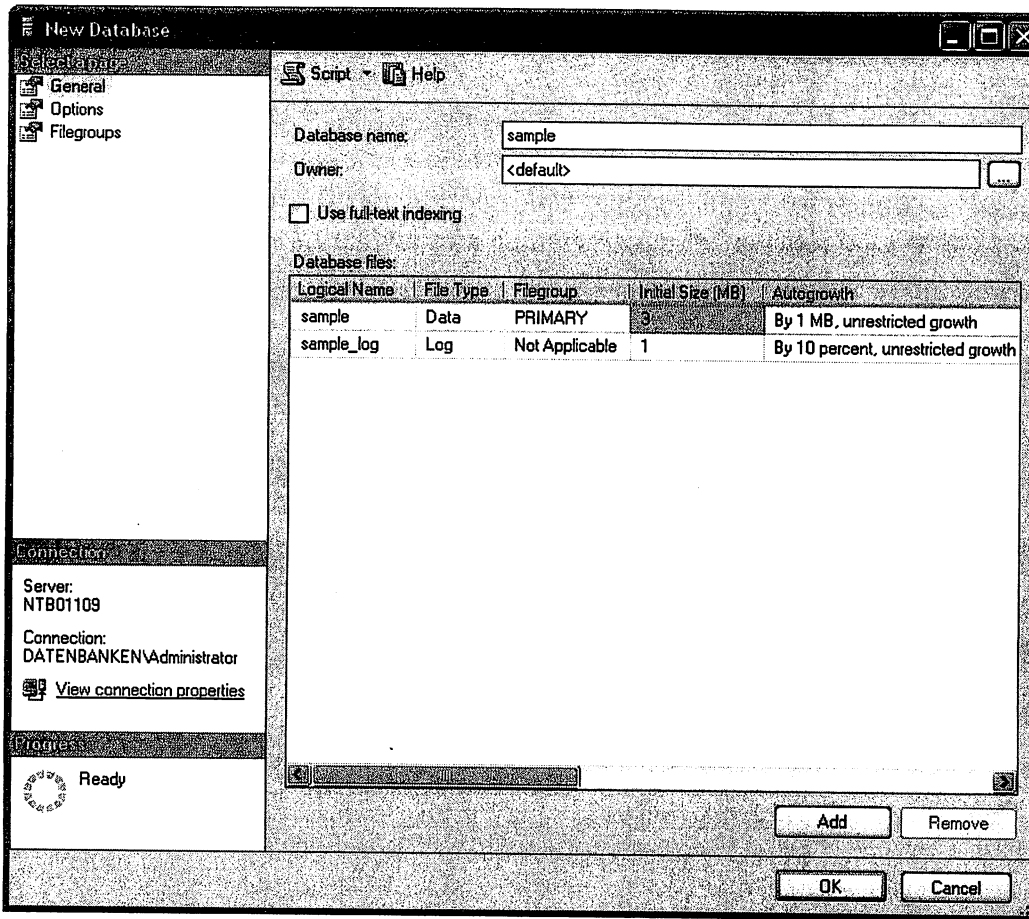 New Database
Select a page
General
Options
Filegroups
Script Help
Database name: sample
Owner: <default> ...
Use full-text indexing
Database files:
Logical Name File Type Filegroup Initial Size (MB) Autogrowth
sample Data PRIMARY 3 By 1 MB, unrestricted growth
sample_log Log Not Applicable 1 By 10 percent, unrestricted growth
Connection
Server:
NTB01109
Connection:
DATENBANKEN\Administrator
View connection properties
Progress
Ready
Add Remove
OK Cancel